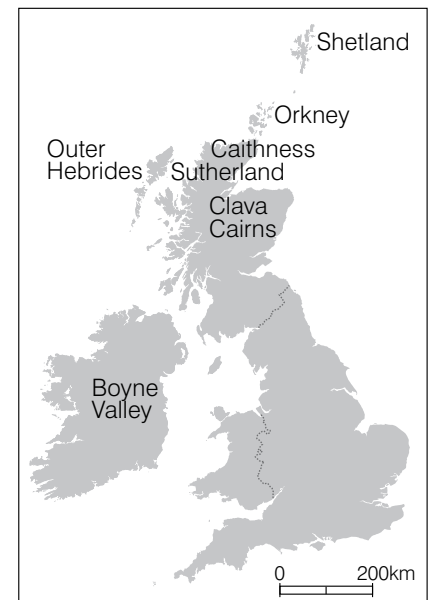 Shetland
Orkney
Outer
Hebrides
Caithness
Sutherland
Clava
Cairns
Boyne
Valley
0 200km